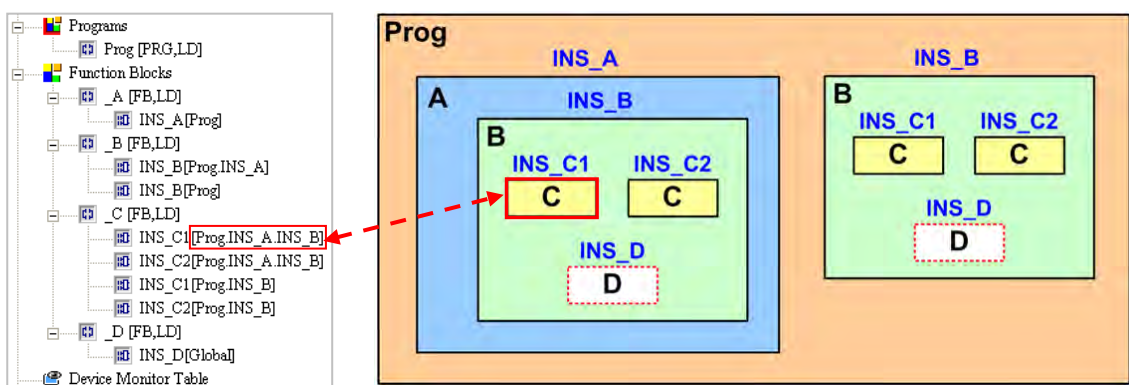 Programs
Prog [PRG,LD]
Function Blocks
_A [FB,LD]
INS_A[Prog]
_B [FB,LD]
INS_B[Prog.INS_A]
INS_B[Prog]
_C [FB,LD]
INS_C1[Prog.INS_A.INS_B]
INS_C2[Prog.INS_A.INS_B]
INS_C1[Prog.INS_B]
INS_C2[Prog.INS_B]
_D [FB,LD]
INS_D[Global]
Device Monitor Table
Prog
INS_A
A
INS_B
B
INS_C1 INS_C2
C C
INS_D
D
INS_B
B
INS_C1 INS_C2
C C
INS_D
D